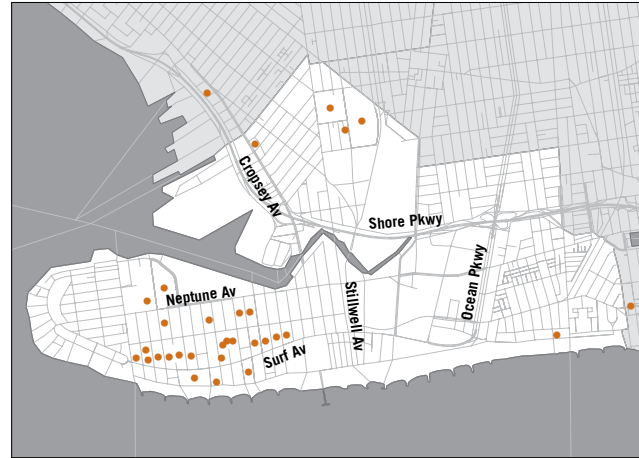 Cropsey Av
Shore Pkwy
Neptune Av
Stillwell Av
Ocean Pkwy
Surf Av